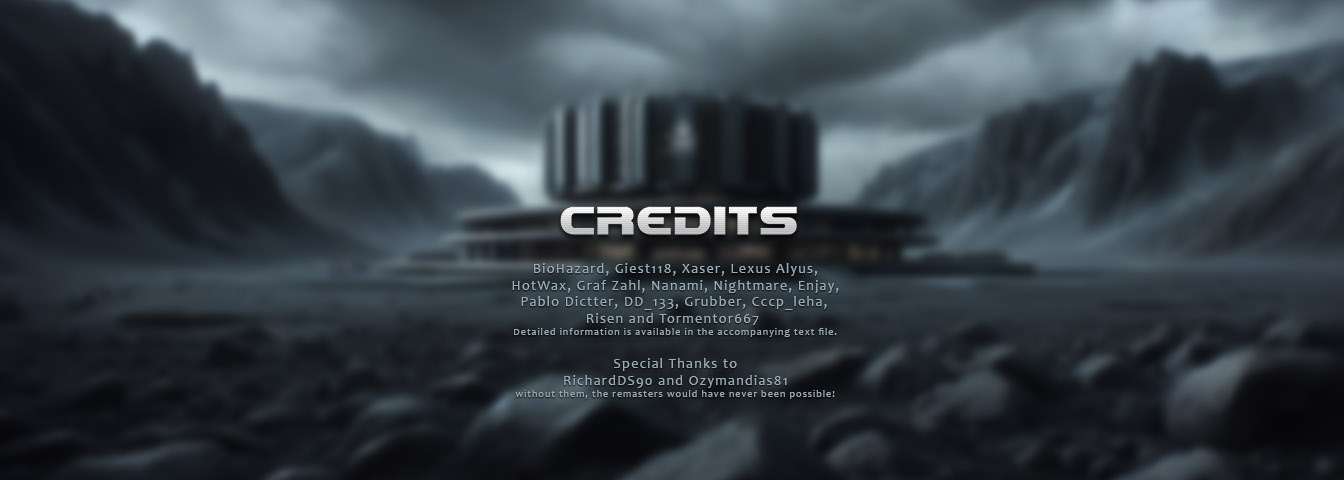 CREDITS
BioHazard, Giest118, Xaser, Lexus Alyus,
HotWax, Graf Zahl, Nanami, Nightmare, Enjay,
Pablo Dictter, DD_133, Grubber, Cccp_leha,
Risen and Tormentor667
Detailed information is available in the accompanying text file.
Special Thanks to
RichardDS90 and Ozymandias81
without them, the remasters would have never been possible!